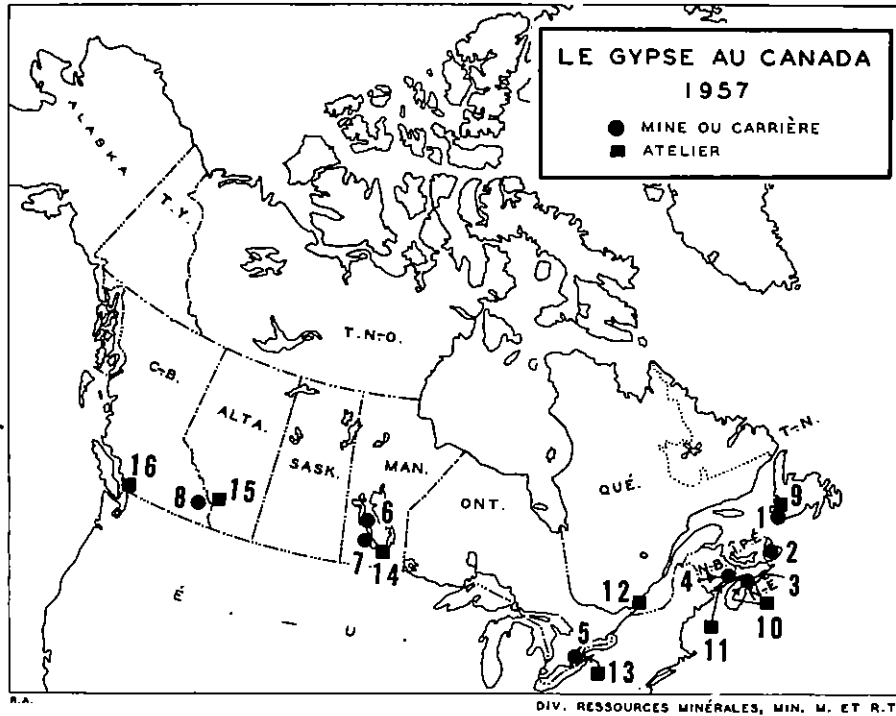 LE GYPSE AU CANADA
1957
● MINE OU CARRIÈRE
■ ATELIER
ALASKA
T.Y.
T.N.-O.
C.-B.
ALTA.
SASK.
MAN.
ONT.
QUÉ.
T.-N.
16
8
15
6
7
14
9
1
2
Î.P.-É.
N.-B.
N.-É.
4
3
12
10
11
5
13
É.-U.
R.A.
DIV. RESSOURCES MINÉRALES, MIN. M. ET R.T.